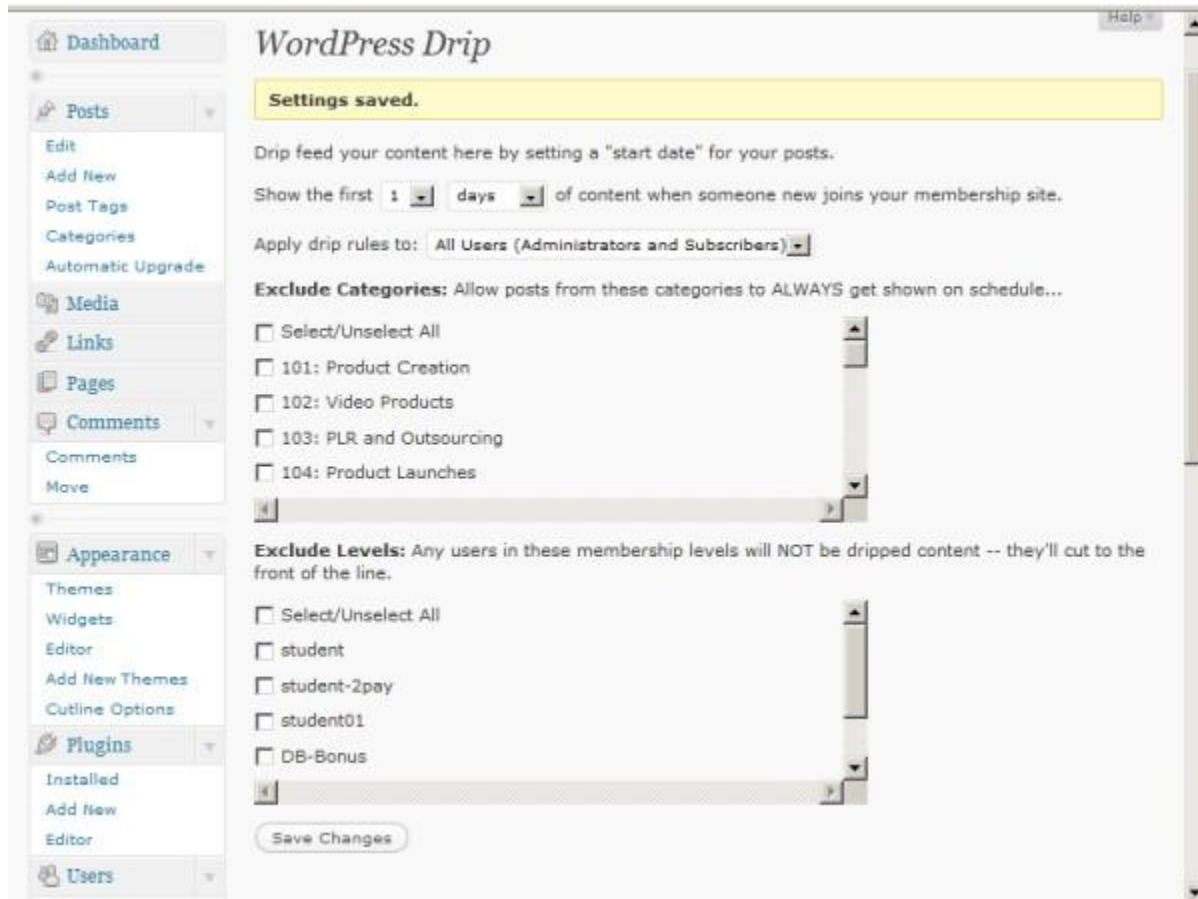 Help
Dashboard
Posts
Edit
Add New
Post Tags
Categories
Automatic Upgrade
Media
Links
Pages
Comments
Comments
Move
Appearance
Themes
Widgets
Editor
Add New Themes
Cutline Options
Plugins
Installed
Add New
Editor
Users
WordPress Drip
Settings saved.
Drip feed your content here by setting a "start date" for your posts.
Show the first 1 days of content when someone new joins your membership site.
Apply drip rules to: All Users (Administrators and Subscribers)
Exclude Categories: Allow posts from these categories to ALWAYS get shown on schedule...
Select/Unselect All
101: Product Creation
102: Video Products
103: PLR and Outsourcing
104: Product Launches
Exclude Levels: Any users in these membership levels will NOT be dripped content -- they'll cut to the
front of the line.
Select/Unselect All
student
student-2pay
student01
DB-Bonus
Save Changes